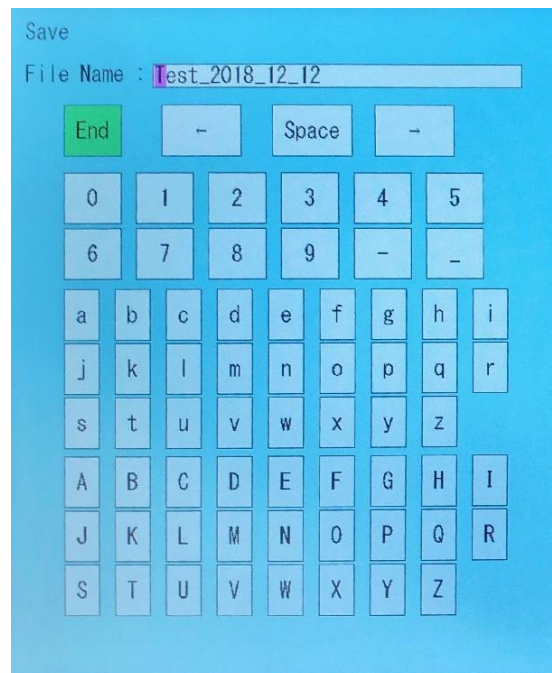 Save
File Name : Test_2018_12_12
End ← Space →
0 1 2 3 4 5
6 7 8 9 - _
a b c d e f g h i
j k l m n o p q r
s t u v w x y z
A B C D E F G H I
J K L M N O P Q R
S T U V W X Y Z